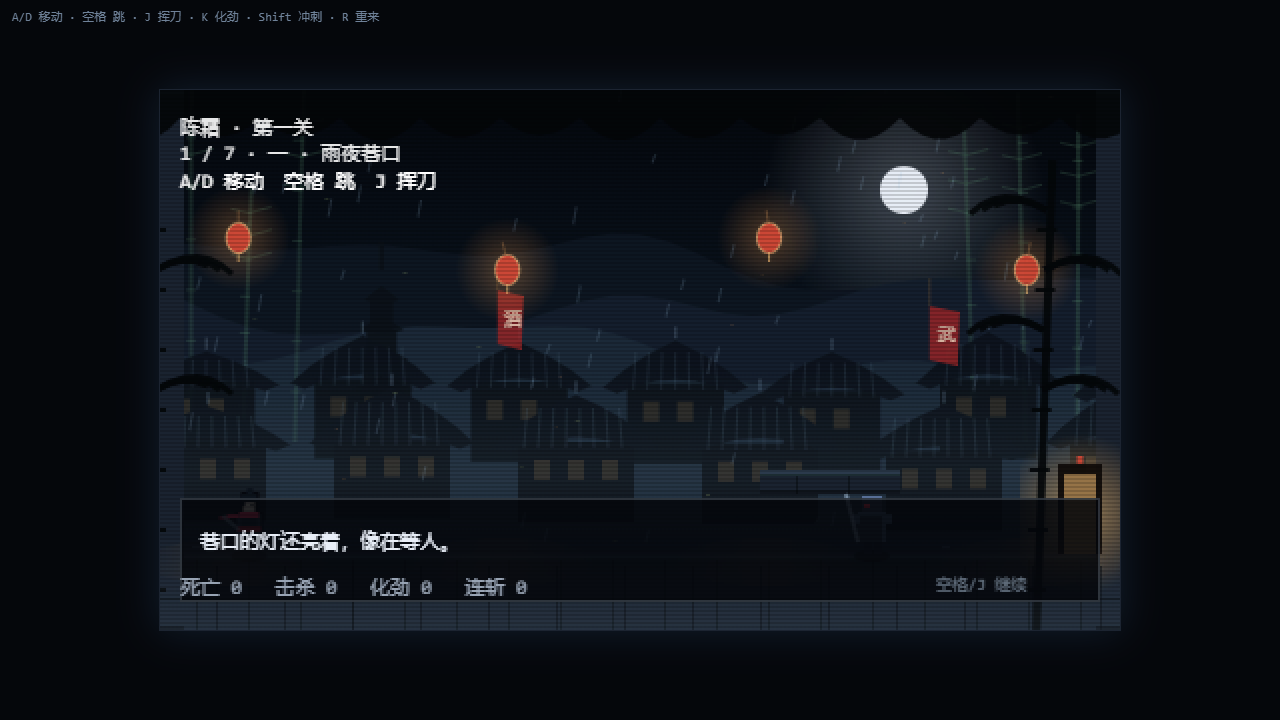 A/D 移动 · 空格 跳 · J 挥刀 · K 化劲 · Shift 冲刺 · R 重来
陈霜 · 第一关
1 / 7 · 一 · 雨夜巷口
A/D 移动 空格 跳 J 挥刀
酒
武
巷口的灯还亮着，像在等人。
死亡 0 击杀 0 化劲 0 连斩 0
空格/J 继续